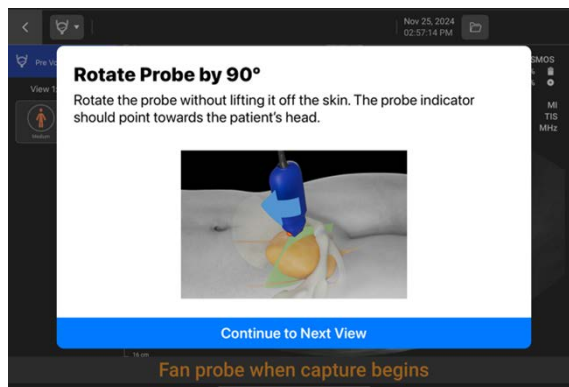 Nov 25, 2024
02:57:14 PM
Pre Vo
View 1:
Medium
SMOS
%
%
MI
TIS
MHz
Rotate Probe by 90°
Rotate the probe without lifting it off the skin. The probe indicator
should point towards the patient's head.
Continue to Next View
16 cm
Fan probe when capture begins